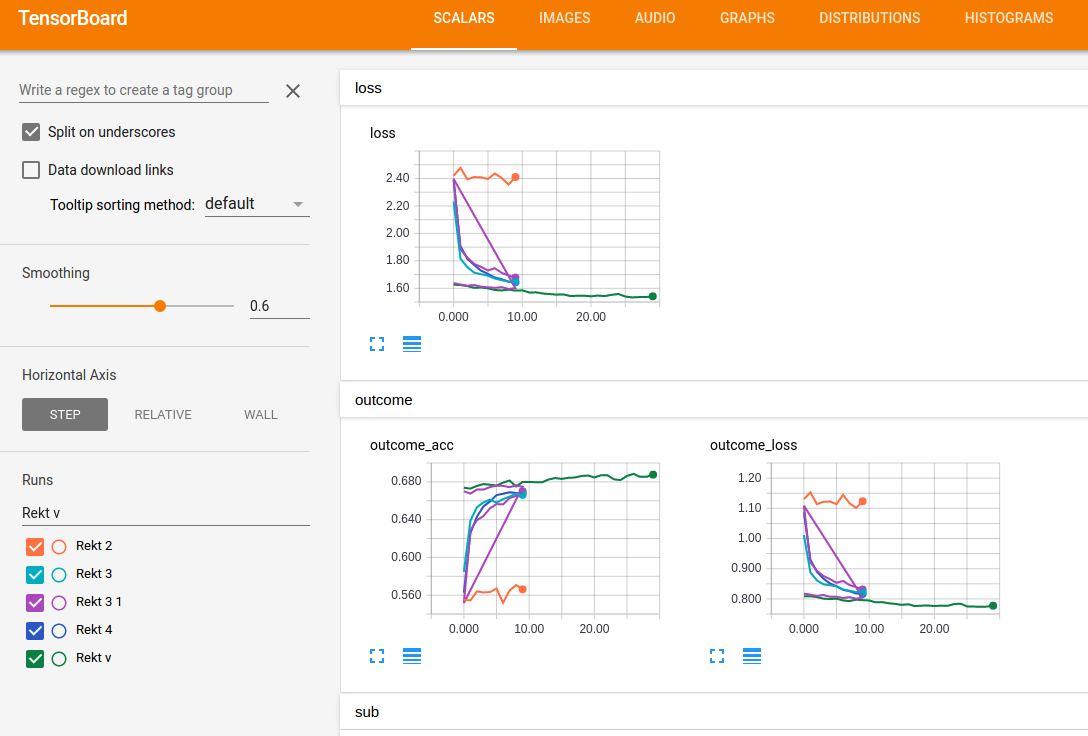 TensorBoard
SCALARS IMAGES AUDIO GRAPHS DISTRIBUTIONS HISTOGRAMS
Write a regex to create a tag group
Split on underscores
Data download links
Tooltip sorting method: default
Smoothing
0.6
Horizontal Axis
STEP RELATIVE WALL
Runs
Rekt v
Rekt 2
Rekt 3
Rekt 3 1
Rekt 4
Rekt v
loss
loss
2.40
2.20
2.00
1.80
1.60
0.000 10.00 20.00
outcome
outcome_acc
0.680
0.640
0.600
0.560
0.000 10.00 20.00
outcome_loss
1.20
1.10
1.00
0.900
0.800
0.000 10.00 20.00
sub